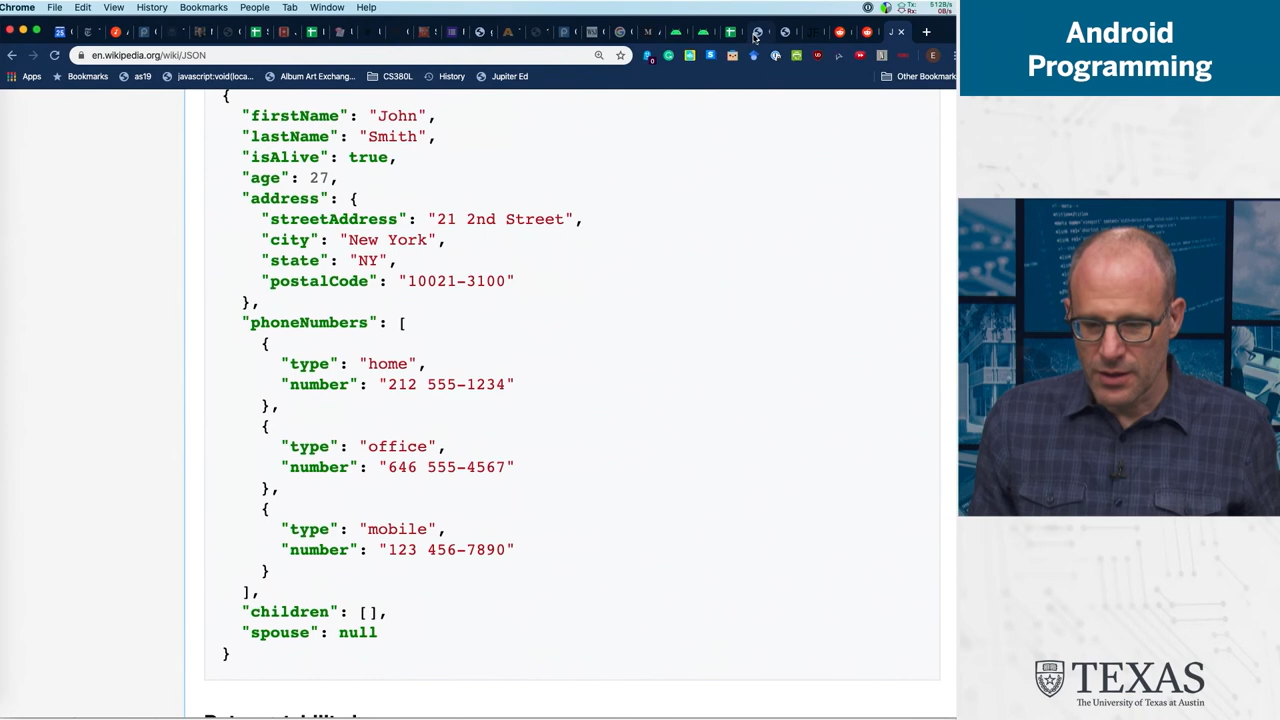 Chrome File Edit View History Bookmarks People Tab Window Help
en.wikipedia.org/wiki/JSON
Apps Bookmarks as19 javascript:void(loca... Album Art Exchang... CS380L History Jupiter Ed Other Bookmarks
{
"firstName": "John",
"lastName": "Smith",
"isAlive": true,
"age": 27,
"address": {
"streetAddress": "21 2nd Street",
"city": "New York",
"state": "NY",
"postalCode": "10021-3100"
},
"phoneNumbers": [
{
"type": "home",
"number": "212 555-1234"
},
{
"type": "office",
"number": "646 555-4567"
},
{
"type": "mobile",
"number": "123 456-7890"
}
],
"children": [],
"spouse": null
}
Android
Programming
TEXAS
The University of Texas at Austin